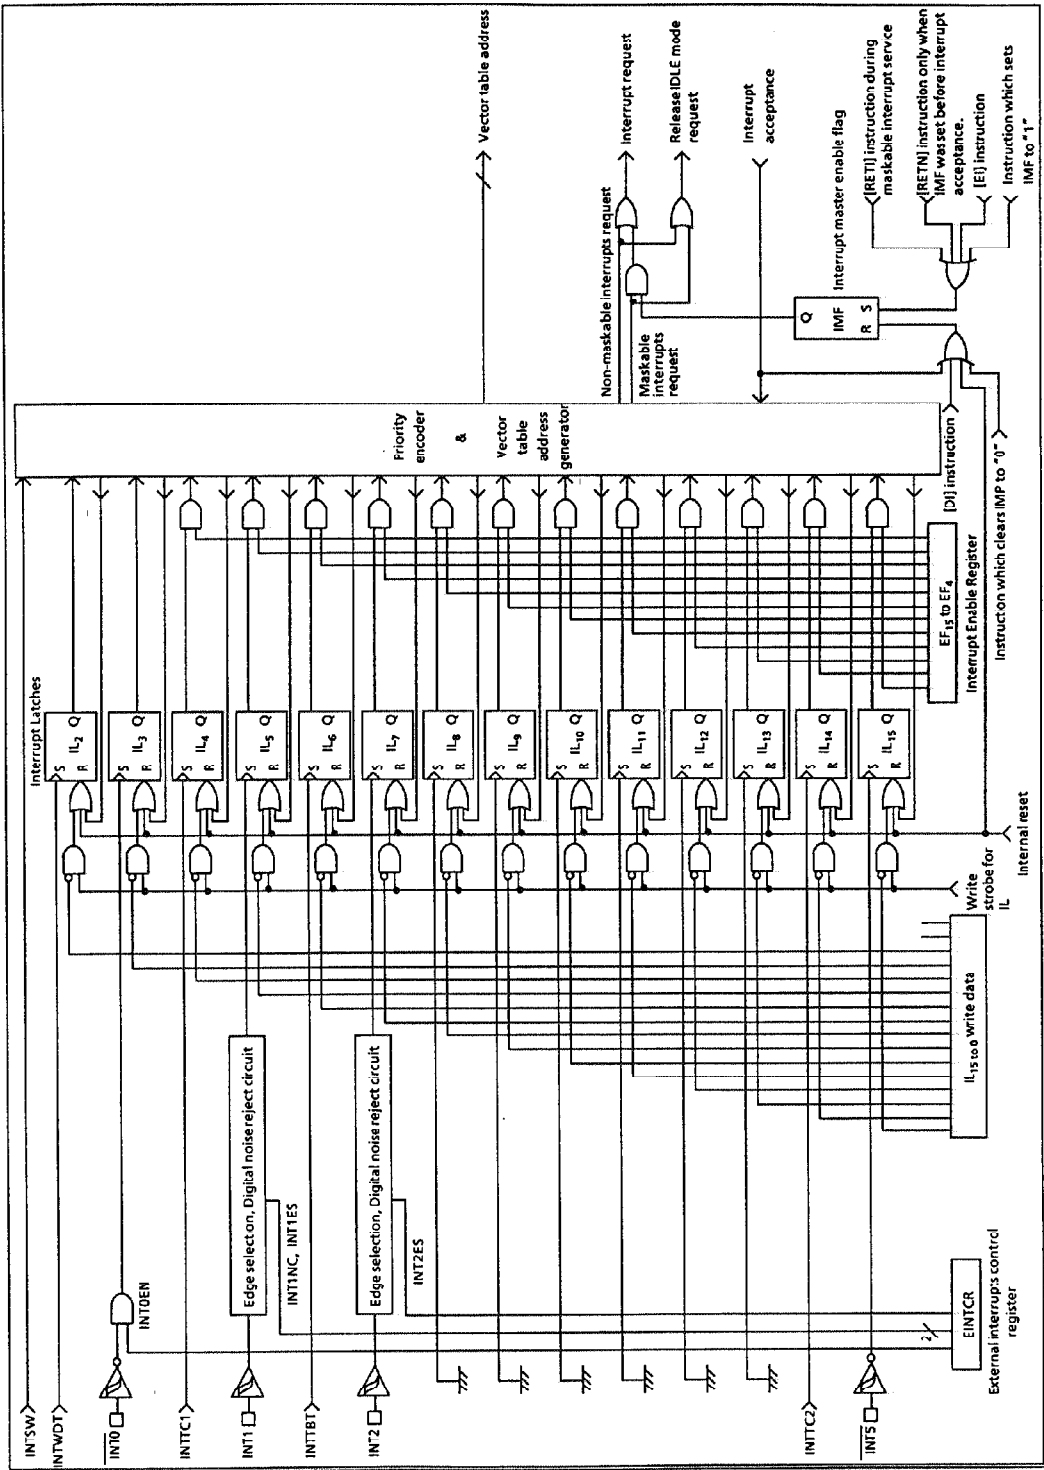 INTSW
INTWDT
INT0
INT0EN
INTTC1
INT1
Edge selection, Digital noise reject circuit
INT1NC, INT1ES
INTTBT
INT2
Edge selection, Digital noise reject circuit
INT2ES
INTTC2
INT5
EINTCR
External interrupts control
register
2
Interrupt Latches
S
R
Q
IL2
S
R
Q
IL3
S
R
Q
IL4
S
R
Q
IL5
S
R
Q
IL6
S
R
Q
IL7
S
R
Q
IL8
S
R
Q
IL9
S
R
Q
IL10
S
R
Q
IL11
S
R
Q
IL12
S
R
Q
IL13
S
R
Q
IL14
S
R
Q
IL15
IL15 to 0 write data
Write
strobe for
IL
Internal reset
EF15 to EF4
Interrupt Enable Register
Priority
encoder
&
Vector
table
address
generator
Vector table address
Non-maskable interrupts request
Maskable
interrupts
request
Interrupt request
Release IDLE mode
request
Interrupt
acceptance
Q
IMF
R S
Interrupt master enable flag
[RETI] instruction during
maskable interrupt service
[RETN] instruction only when
IMF was set before interrupt
acceptance.
[EI] instruction
Instruction which sets
IMF to "1"
[DI] instruction
Instructon which clears IMP to "0"